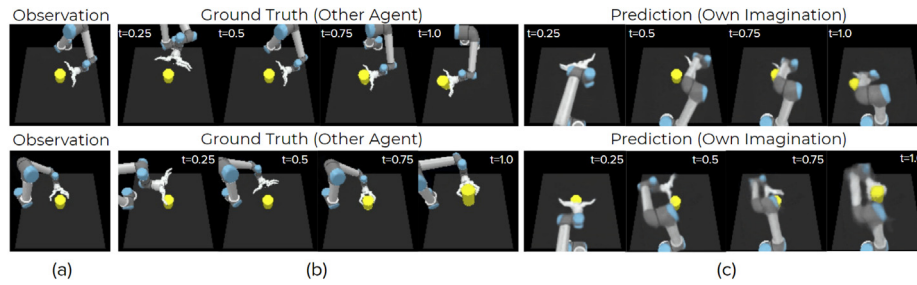 Observation Ground Truth (Other Agent) Prediction (Own Imagination)
t=0.25 t=0.5 t=0.75 t=1.0 t=0.25 t=0.5 t=0.75 t=1.0
Observation Ground Truth (Other Agent) Prediction (Own Imagination)
t=0.25 t=0.5 t=0.75 t=1.0 t=0.25 t=0.5 t=0.75 t=1.0
(a) (b) (c)